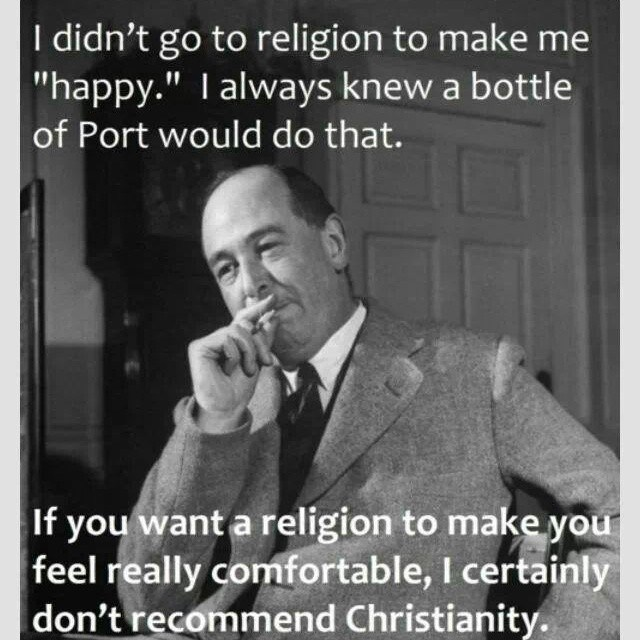 I didn't go to religion to make me
"happy." I always knew a bottle
of Port would do that.
If you want a religion to make you
feel really comfortable, I certainly
don't recommend Christianity.